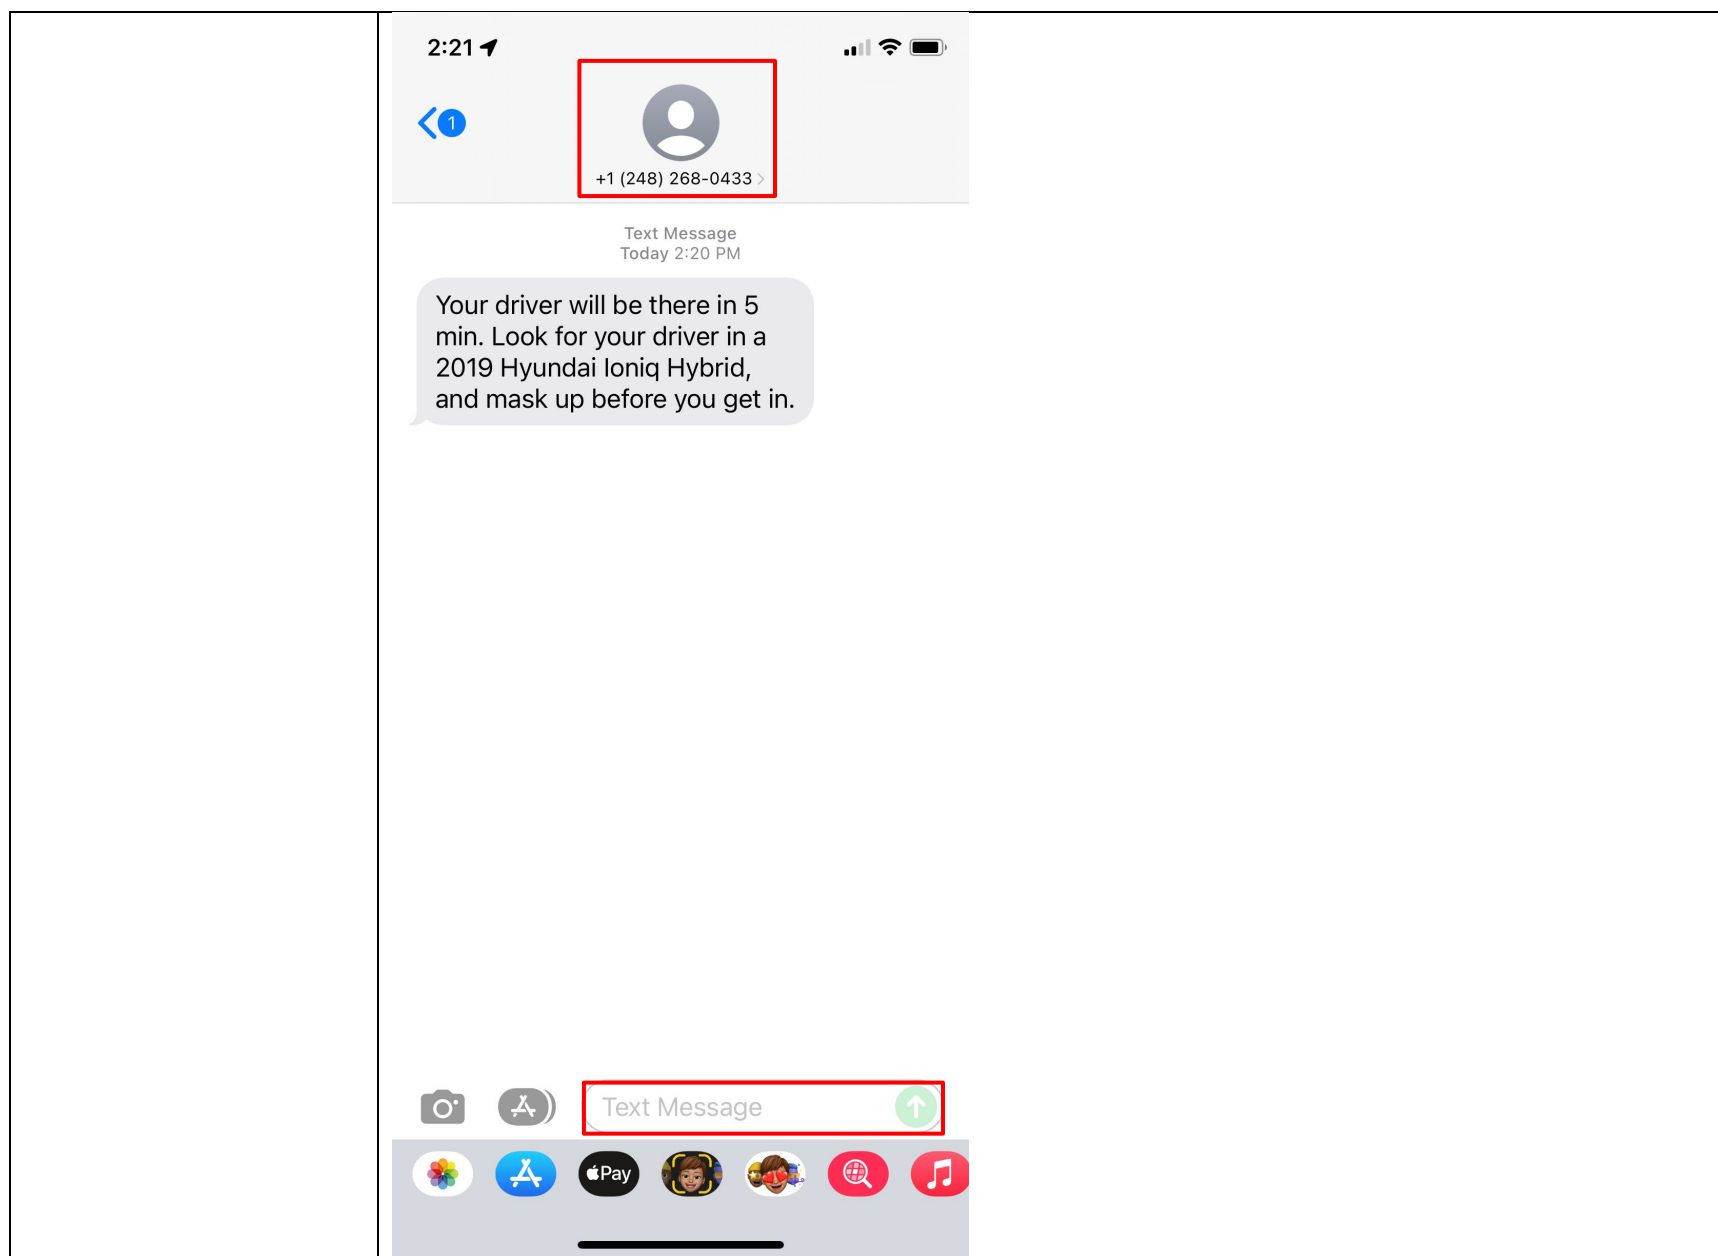 2:21
1
+1 (248) 268-0433
Text Message
Today 2:20 PM
Your driver will be there in 5
min. Look for your driver in a
2019 Hyundai Ioniq Hybrid,
and mask up before you get in.
Text Message
Pay